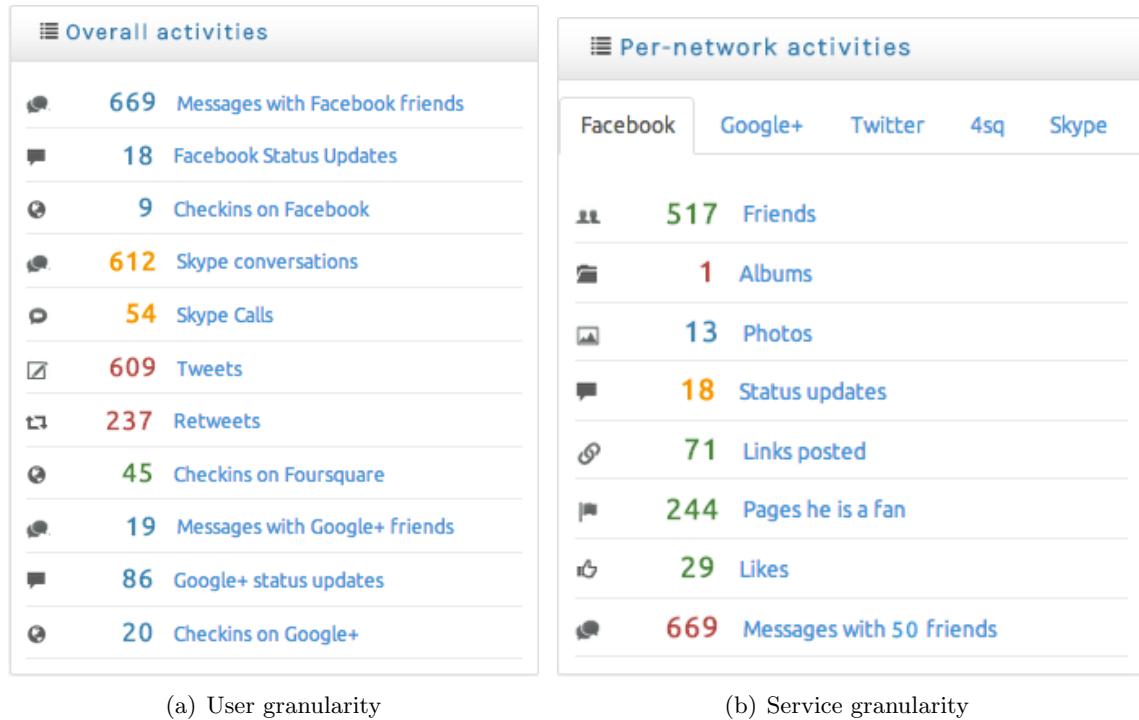 Overall activities
669 Messages with Facebook friends
18 Facebook Status Updates
9 Checkins on Facebook
612 Skype conversations
54 Skype Calls
609 Tweets
237 Retweets
45 Checkins on Foursquare
19 Messages with Google+ friends
86 Google+ status updates
20 Checkins on Google+
(a) User granularity
Per-network activities
Facebook Google+ Twitter 4sq Skype
517 Friends
1 Albums
13 Photos
18 Status updates
71 Links posted
244 Pages he is a fan
29 Likes
669 Messages with 50 friends
(b) Service granularity